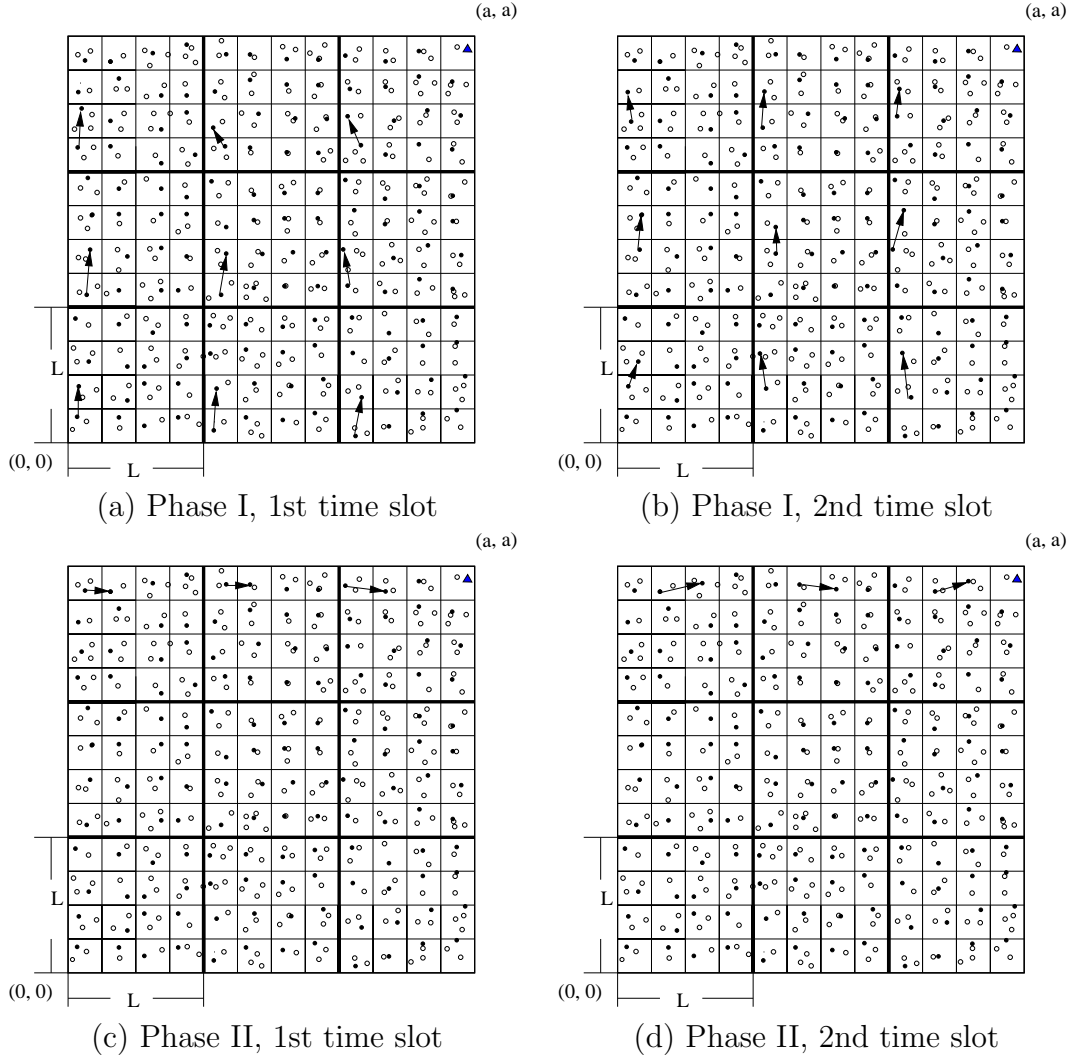 (a, a)
(a, a)
L
L
(0, 0)
L
(0, 0)
L
(a) Phase I, 1st time slot
(b) Phase I, 2nd time slot
(a, a)
(a, a)
L
L
(0, 0)
L
(0, 0)
L
(c) Phase II, 1st time slot
(d) Phase II, 2nd time slot